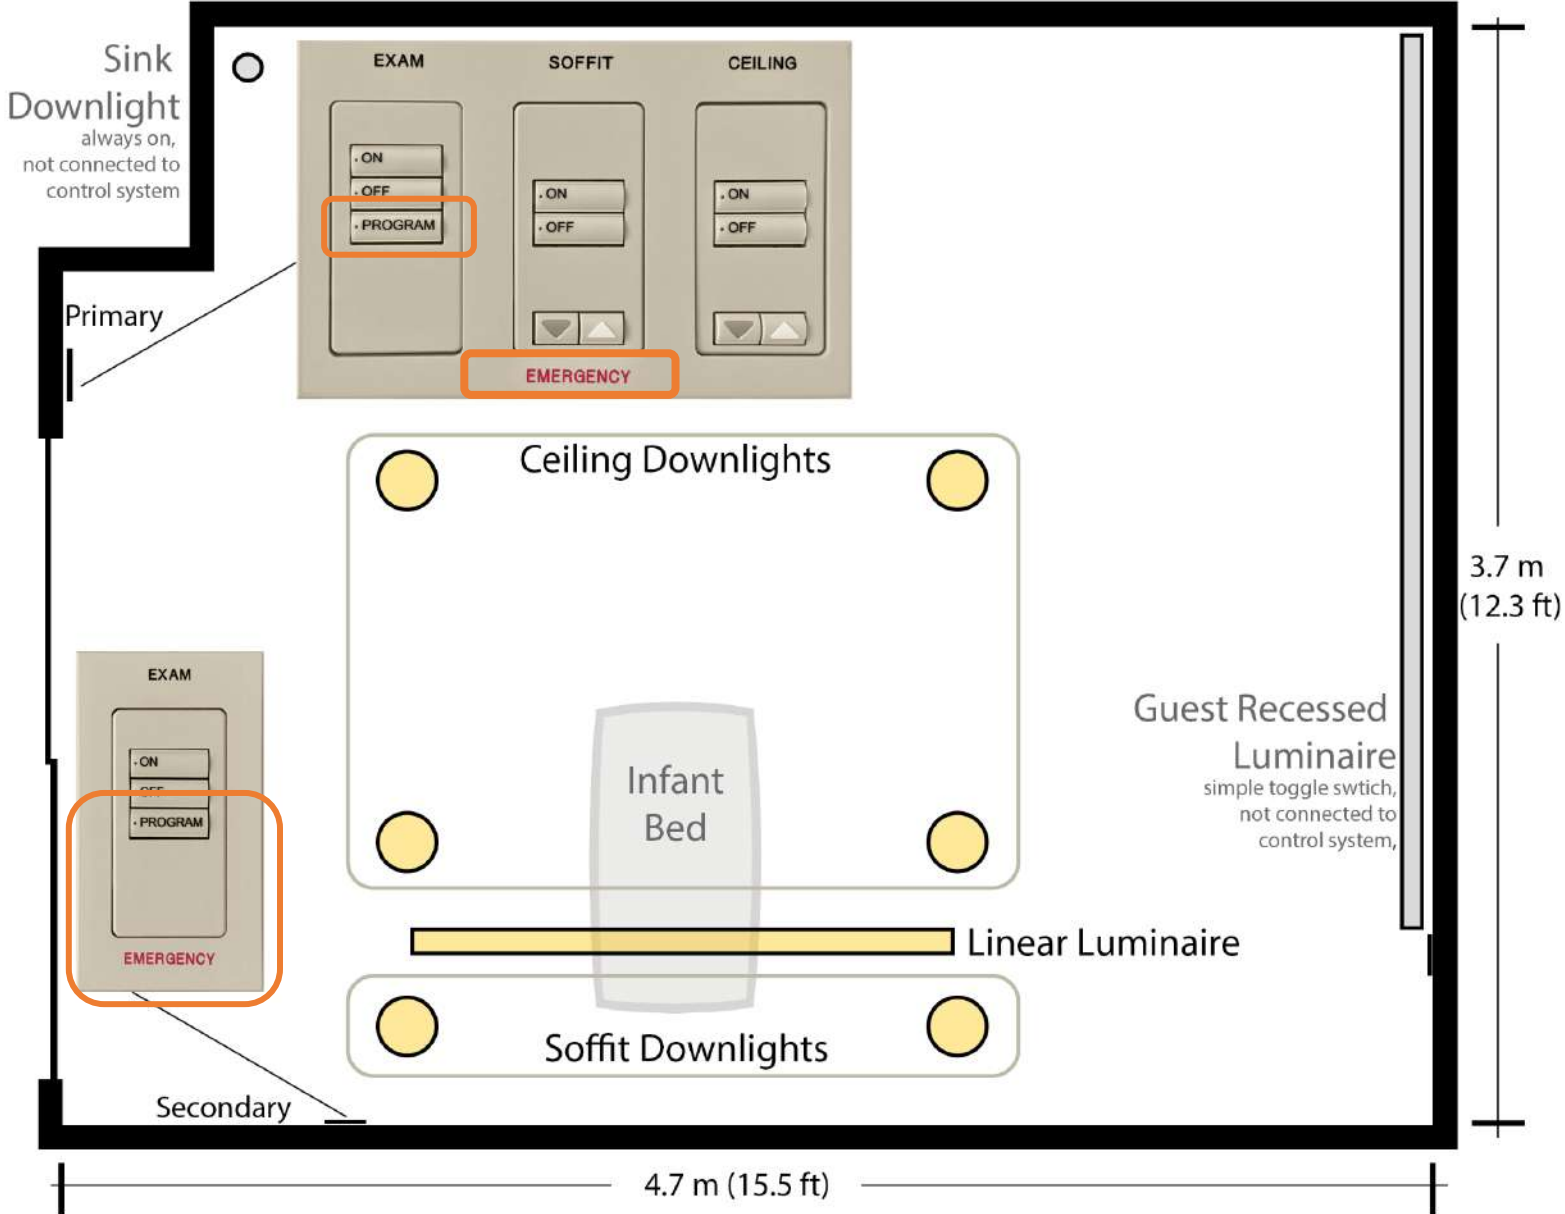 Sink
Downlight
always on,
not connected to
control system
EXAM
ON
OFF
PROGRAM
SOFFIT
ON
OFF
CEILING
ON
OFF
EMERGENCY
Primary
Ceiling Downlights
3.7 m
(12.3 ft)
EXAM
ON
OFF
PROGRAM
EMERGENCY
Infant
Bed
Guest Recessed
Luminaire
simple toggle swtich,
not connected to
control system,
Linear Luminaire
Soffit Downlights
Secondary
4.7 m (15.5 ft)